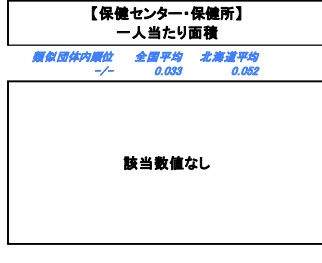 【保健センター・保健所】
一人当たり面積
類似団体内順位 全国平均 北海道平均
-/- 0.033 0.052
該当数値なし